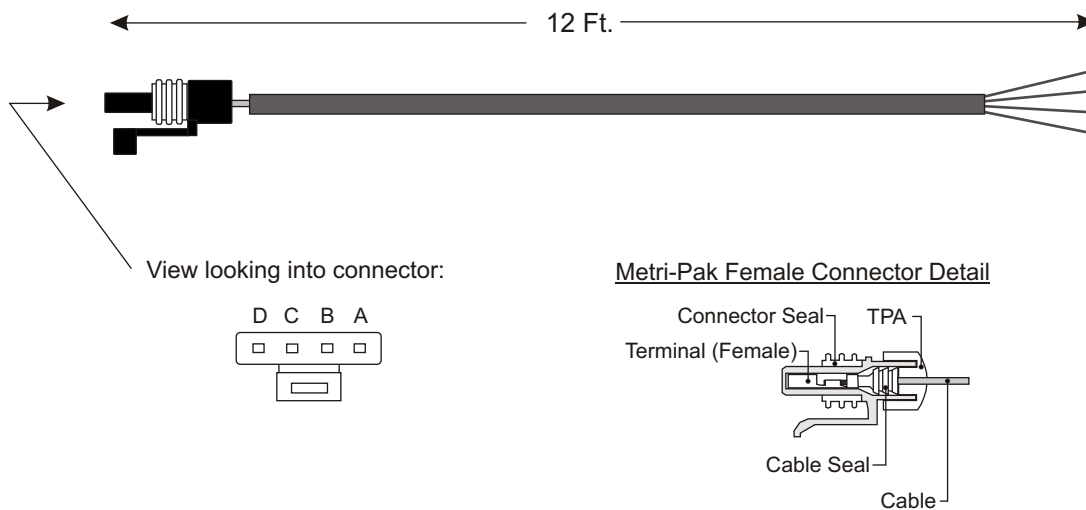 12 Ft.
View looking into connector:
D C B A
Metri-Pak Female Connector Detail
Connector Seal
TPA
Terminal (Female)
Cable Seal
Cable